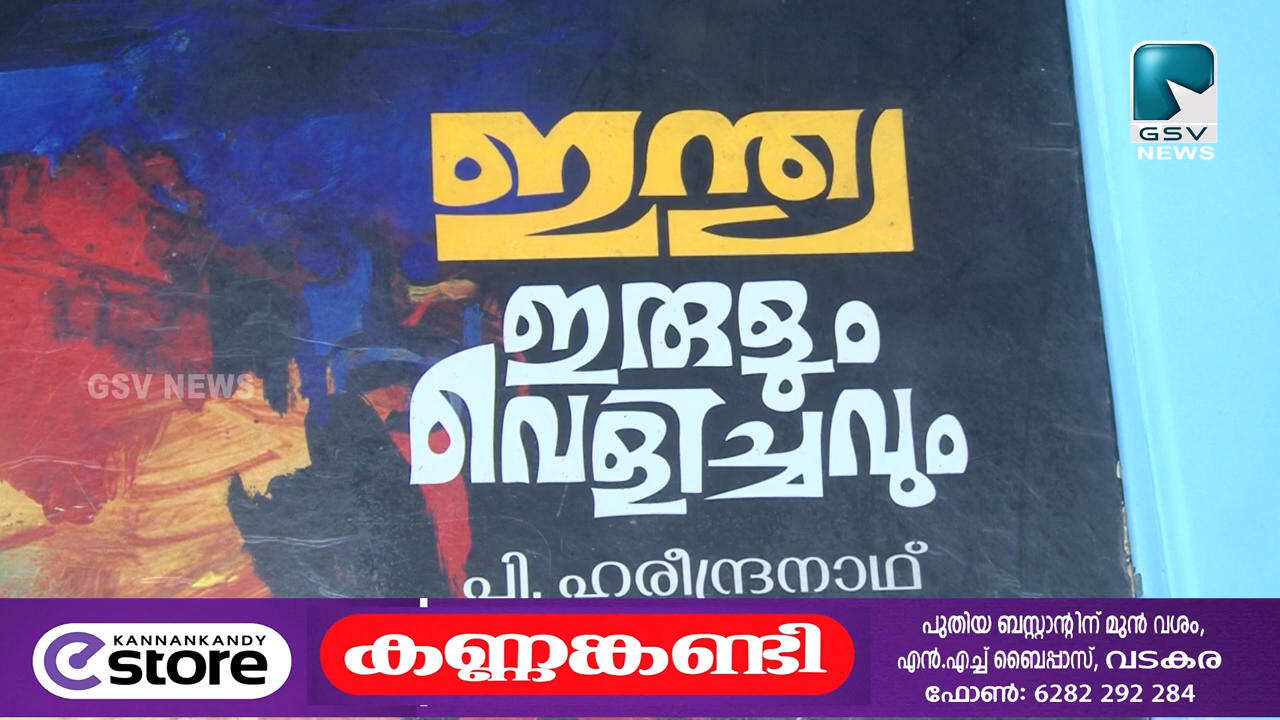 ഇന്ത്യ
ഇരുളും
വെളിച്ചവും
പി. ഹരീന്ദ്രനാഥ്
GSV
NEWS
GSV NEWS
KANNANKANDY
e store
കണ്ണങ്കണ്ടി
പുതിയ ബസ്റ്റാന്റിന് മുൻ വശം,
എൻ.എച്ച് ബൈപ്പാസ്, വടകര
ഫോൺ: 6282 292 284